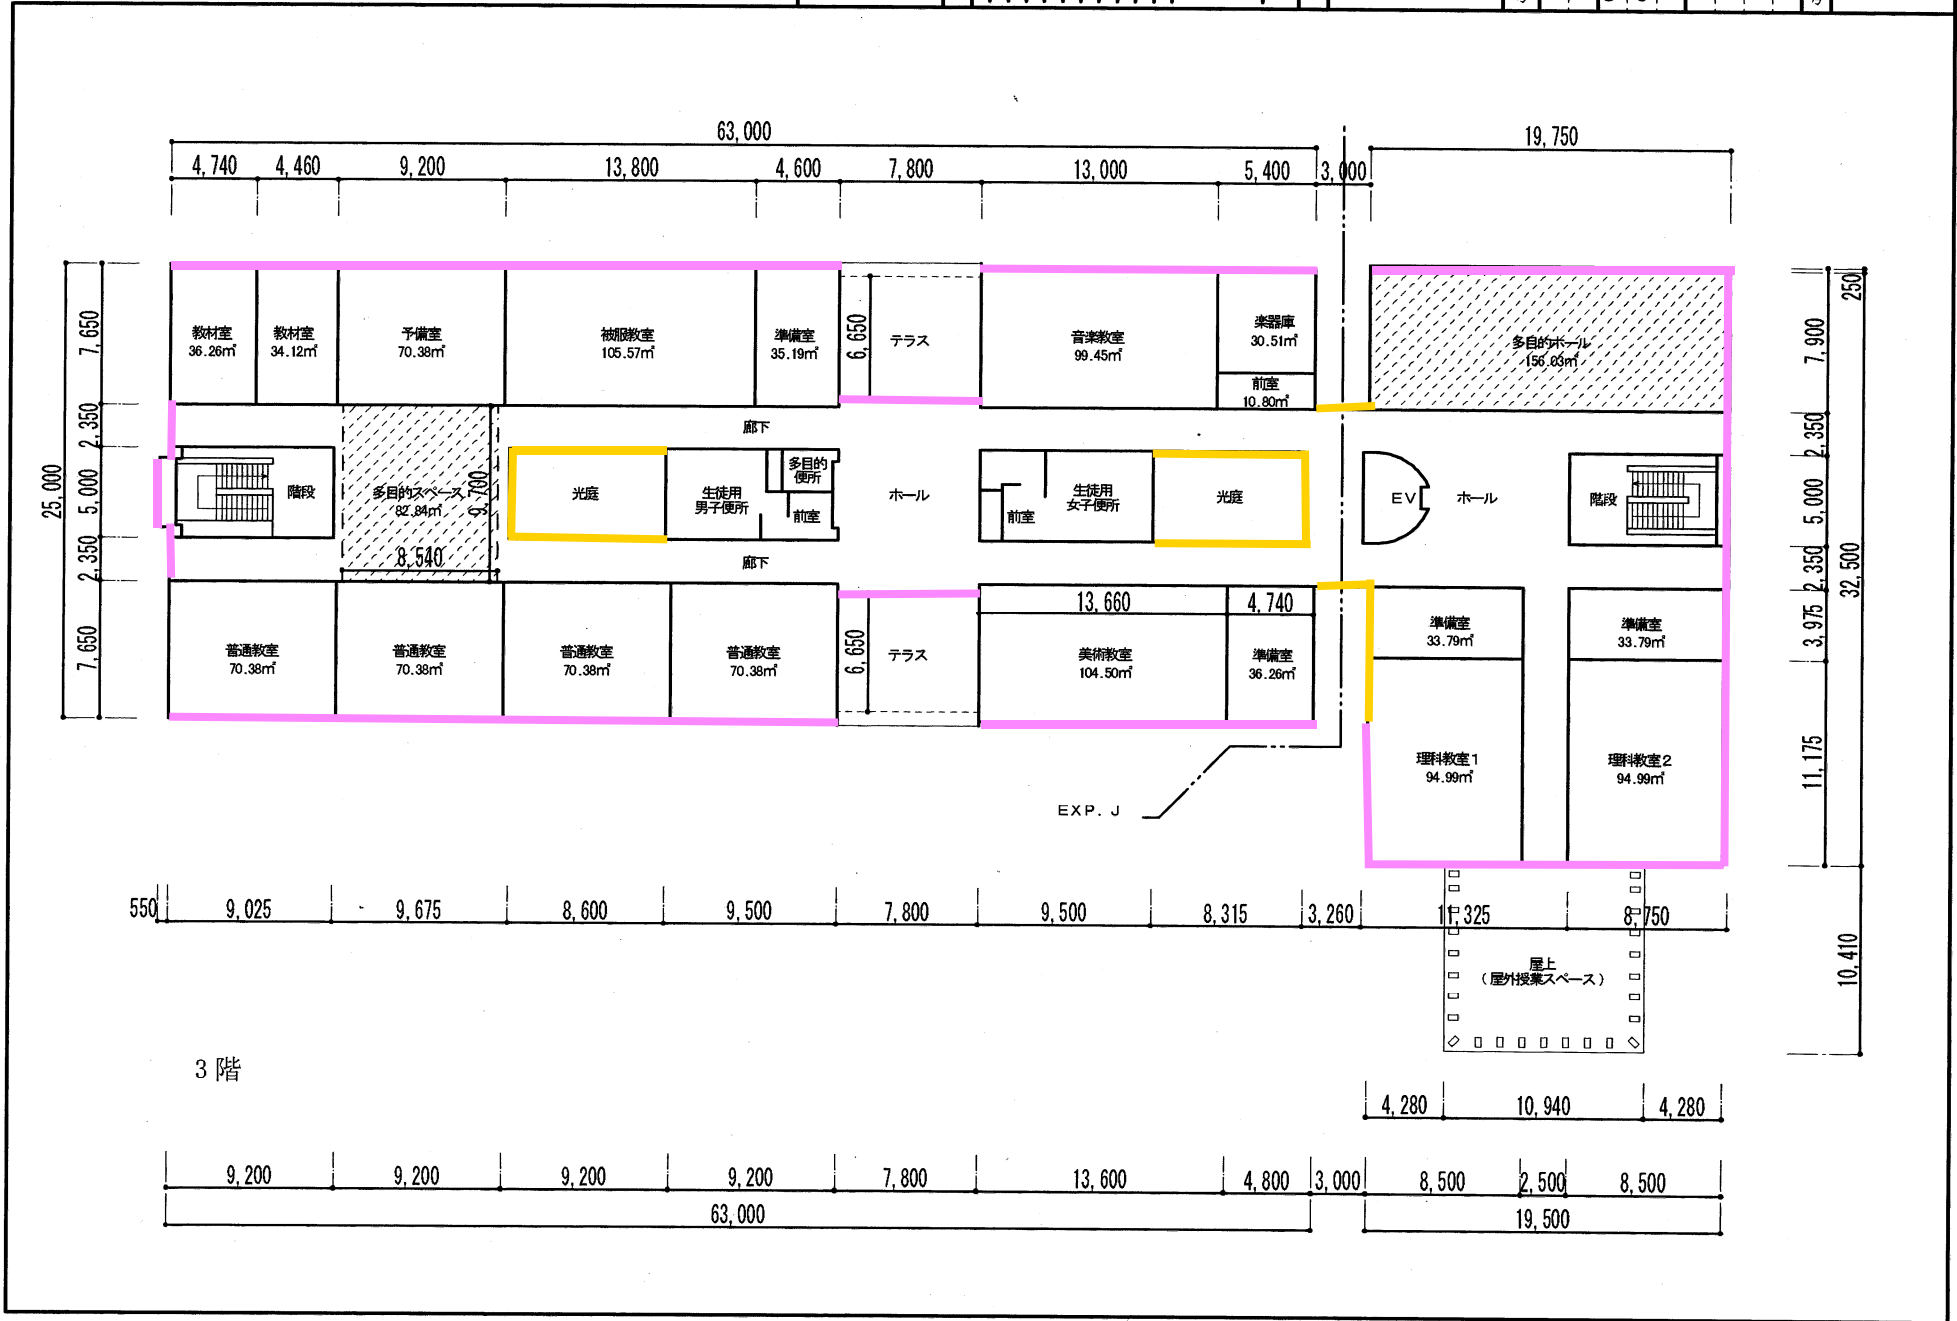 63,000
19,750
4,740
4,460
9,200
13,800
4,600
7,800
13,000
5,400
3,000
7,650
2,350
5,000
2,350
7,650
25,000
教材室
36.26㎡
教材室
34.12㎡
予備室
70.38㎡
被服教室
105.57㎡
準備室
35.19㎡
6,650
テラス
音楽教室
99.45㎡
楽器庫
30.51㎡
前室
10.80㎡
多目的ホール
156.03㎡
250
7,900
2,350
5,000
2,350
3,975
11,175
32,500
10,410
廊下
階段
多目的スペース
82.84㎡
9,700
8,540
光庭
生徒用
男子便所
多目的
便所
前室
ホール
前室
生徒用
女子便所
光庭
EV
ホール
階段
廊下
普通教室
70.38㎡
普通教室
70.38㎡
普通教室
70.38㎡
普通教室
70.38㎡
6,650
テラス
13,660
4,740
美術教室
104.50㎡
準備室
36.26㎡
準備室
33.79㎡
準備室
33.79㎡
理科教室1
94.99㎡
理科教室2
94.99㎡
EXP. J
550
9,025
9,675
8,600
9,500
7,800
9,500
8,315
3,260
11,325
8,750
屋上
(屋外授業スペース)
3階
4,280
10,940
4,280
9,200
9,200
9,200
9,200
7,800
13,600
4,800
3,000
8,500
2,500
8,500
63,000
19,500